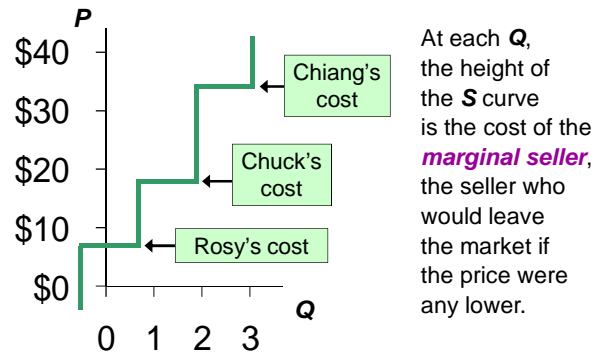 P
$40
$30
$20
$10
$0
Chiang's
cost
Chuck's
cost
Rosy's cost
Q
0 1 2 3
At each Q,
the height of
the S curve
is the cost of the
marginal seller,
the seller who
would leave
the market if
the price were
any lower.